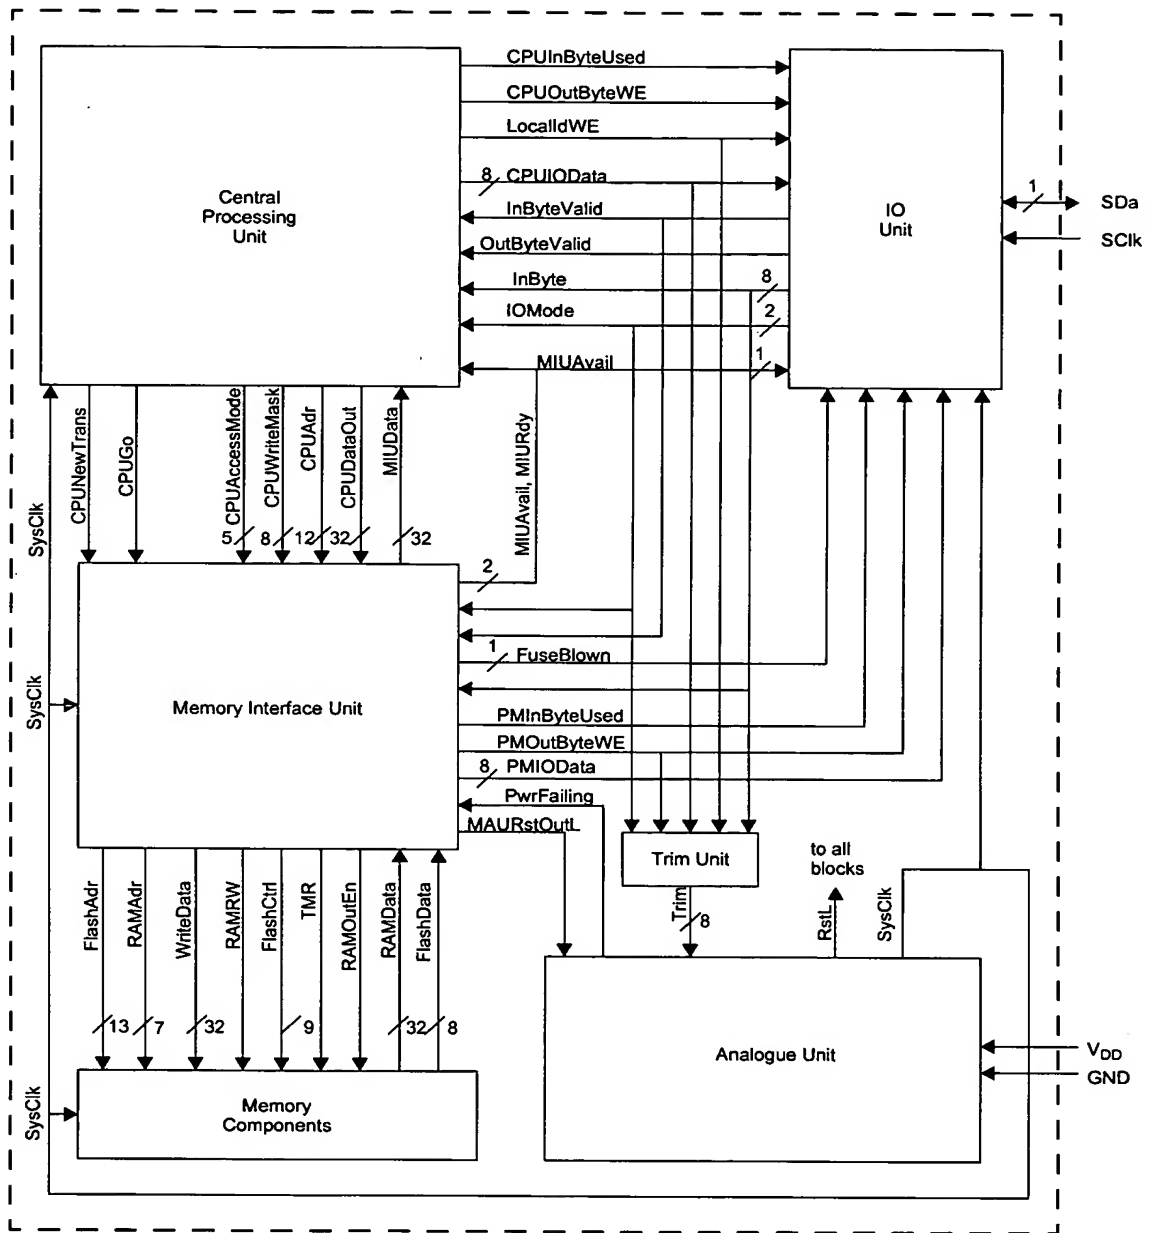 CPUInByteUsed
CPUOutByteWE
LocalIdWE
8 CPUIOData
InByteValid
OutByteValid
InByte
8
IOMode
2
MIUAvail
1
Central
Processing
Unit
IO
Unit
1
SDa
SClk
CPUNewTrans
CPUGo
CPUAccessMode
CPUWriteMask
CPUAdr
CPUDataOut
MIUData
5
8
12
32
32
SysClk
MIUAvail, MIURdy
2
1
FuseBlown
SysClk
Memory Interface Unit
PMInByteUsed
PMOutByteWE
8 PMIOData
PwrFailing
MAURstOutL
Trim Unit
to all
blocks
Trim
8
RstL
SysClk
FlashAdr
RAMAdr
WriteData
RAMRW
FlashCtrl
TMR
RAMOutEn
RAMData
FlashData
13
7
32
9
32
8
Analogue Unit
VDD
GND
SysClk
Memory
Components